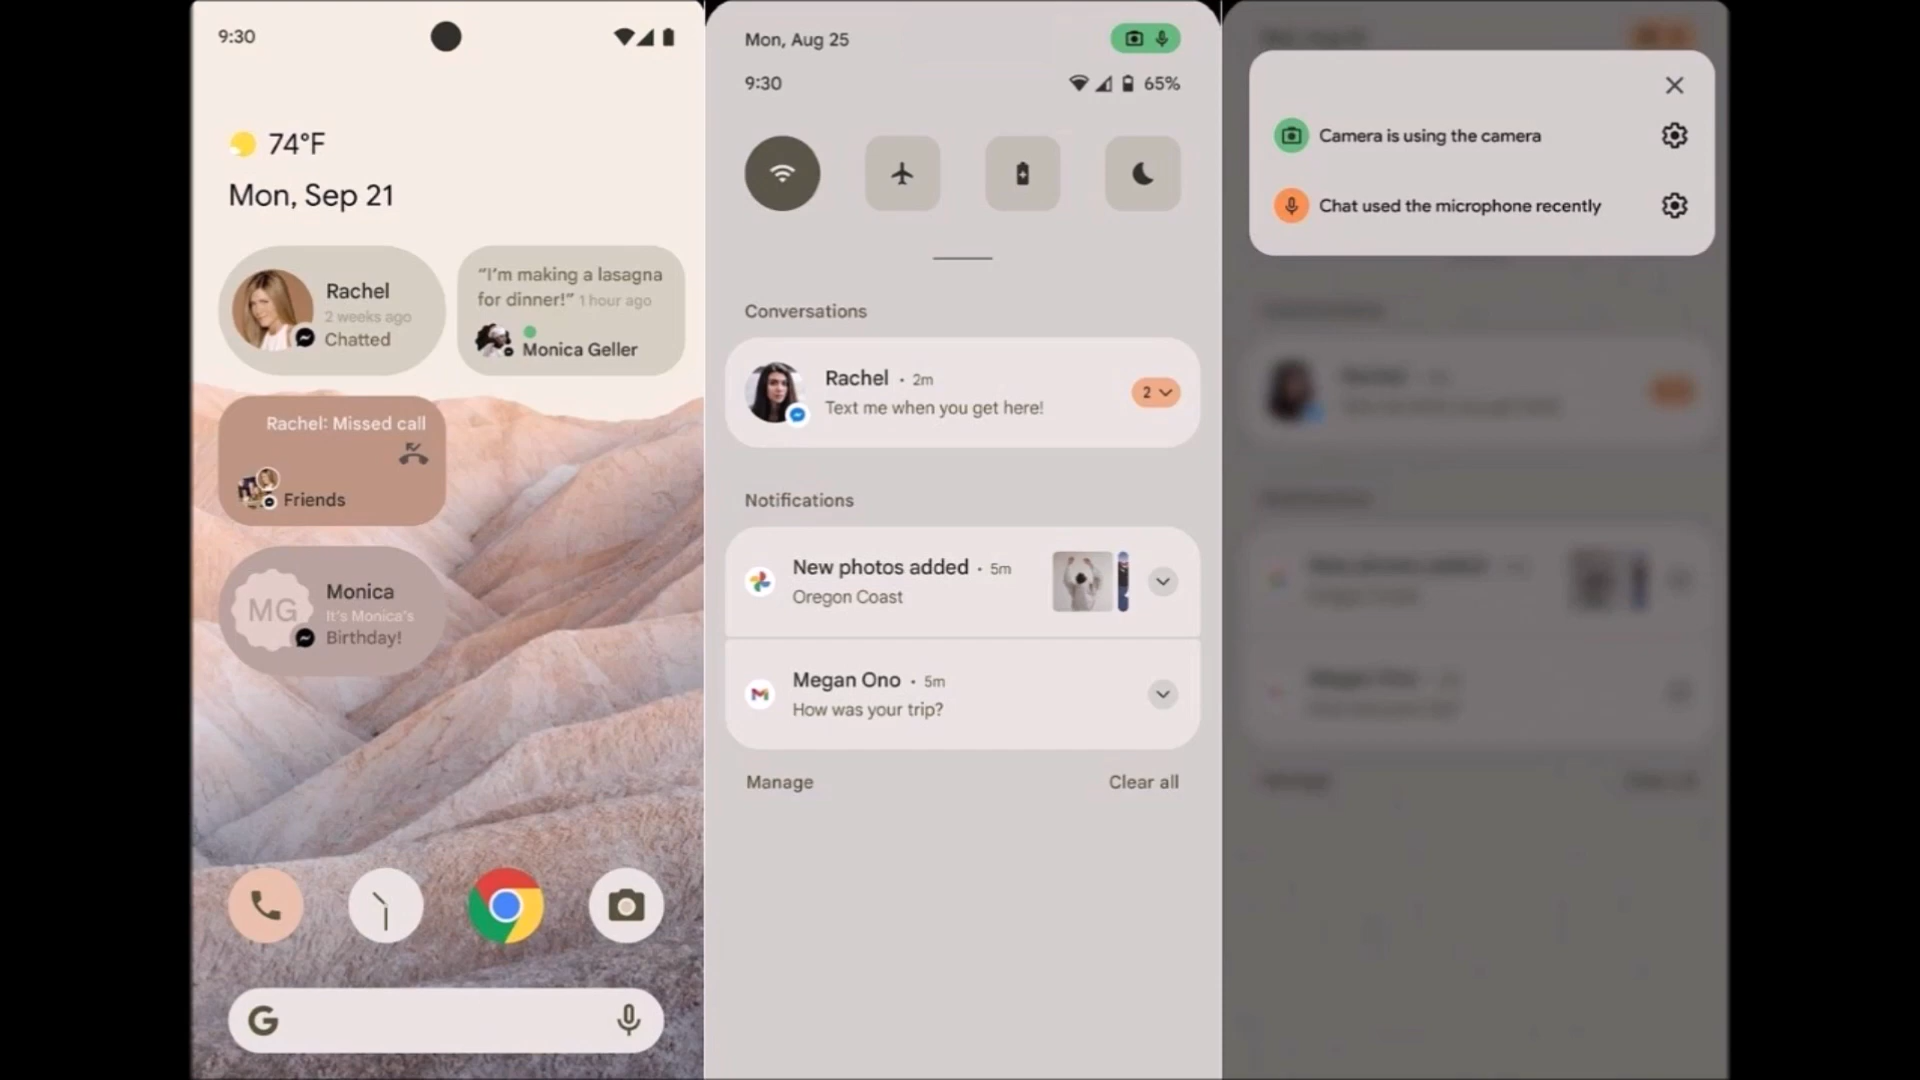 9:30
74°F
Mon, Sep 21
Rachel
2 weeks ago
Chatted
“I’m making a lasagna
for dinner!” 1 hour ago
Monica Geller
Rachel: Missed call
Friends
MG
Monica
It's Monica's
Birthday!
G
Mon, Aug 25
9:30
65%
Conversations
Rachel · 2m
Text me when you get here!
2
Notifications
New photos added · 5m
Oregon Coast
Megan Ono · 5m
How was your trip?
Manage
Clear all
Camera is using the camera
Chat used the microphone recently